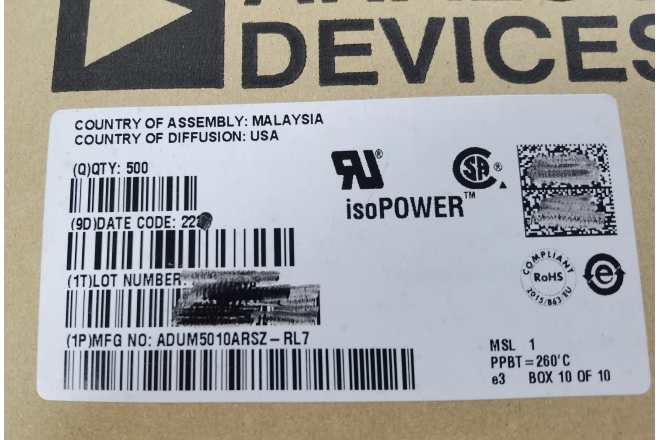 DEVICES
COUNTRY OF ASSEMBLY: MALAYSIA
COUNTRY OF DIFFUSION: USA
(Q)QTY: 500
(9D)DATE CODE: 22
(1T)LOT NUMBER:
(1P)MFG NO: ADUM5010ARSZ-RL7
RU®
SA®
isoPOWER™
COMPLIANT
RoHS
2015/863/EU
e
MSL 1
PPBT=260°C
e3 BOX 10 OF 10